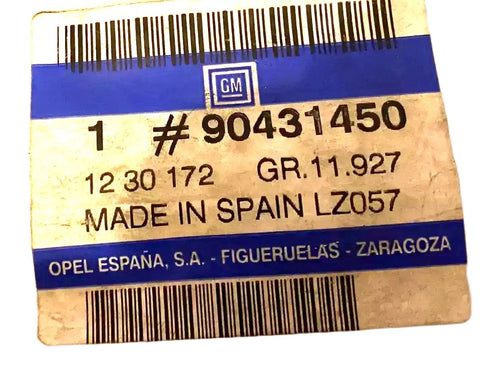 GM
1 #90431450
12 30 172 GR.11.927
MADE IN SPAIN LZ057
OPEL ESPAÑA, S.A. - FIGUERUELAS - ZARAGOZA